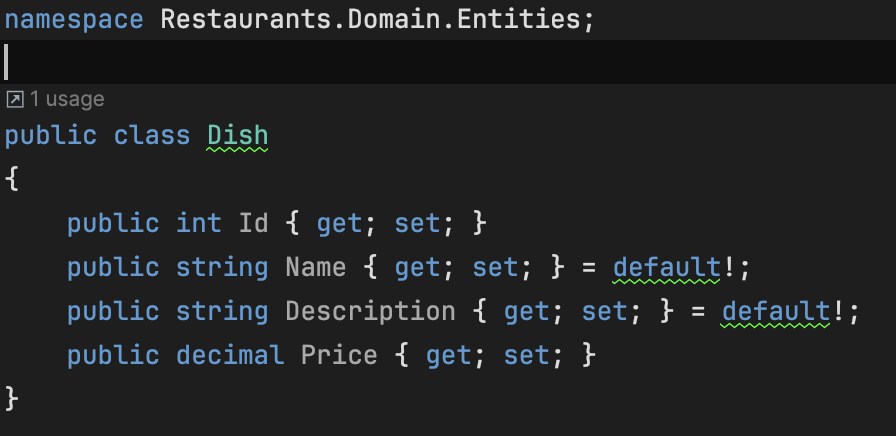 namespace Restaurants.Domain.Entities;
1 usage
public class Dish
{
    public int Id { get; set; }
    public string Name { get; set; } = default!;
    public string Description { get; set; } = default!;
    public decimal Price { get; set; }
}